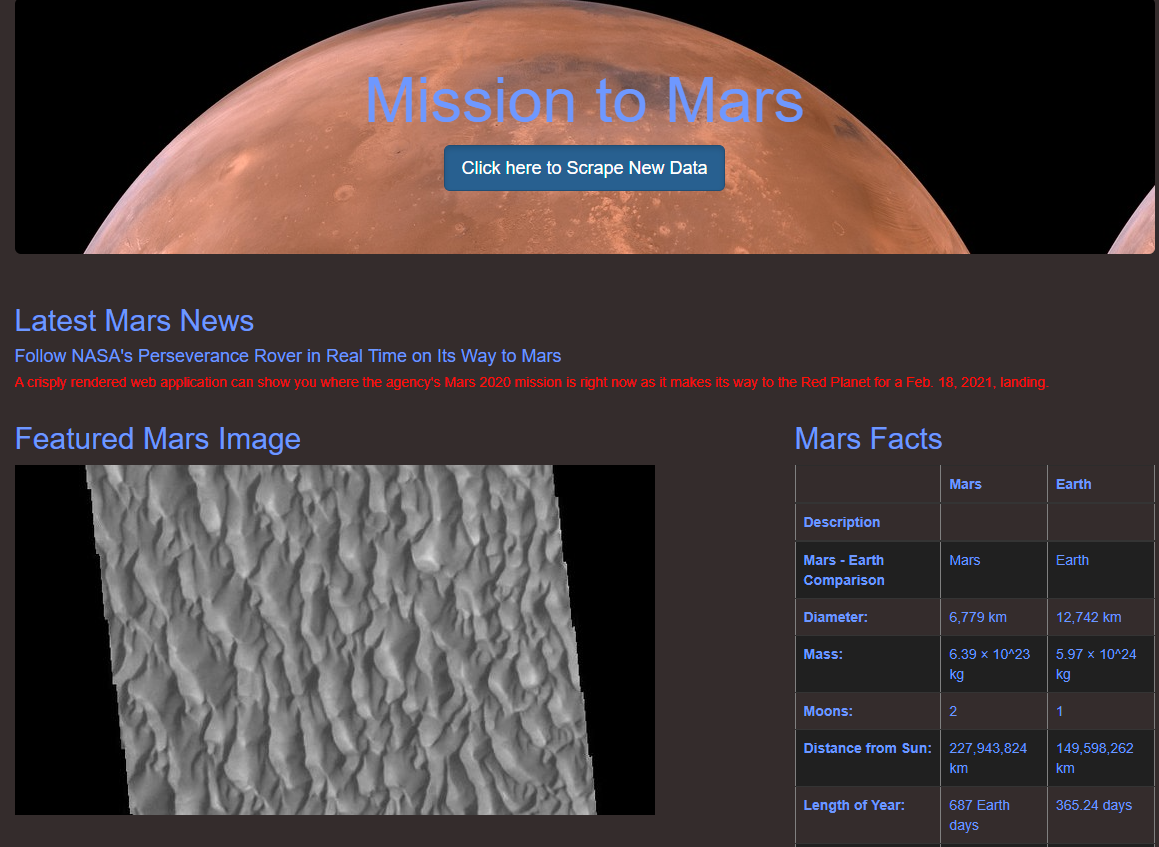 Mission to Mars
Click here to Scrape New Data
Latest Mars News
Follow NASA's Perseverance Rover in Real Time on Its Way to Mars
A crisply rendered web application can show you where the agency's Mars 2020 mission is right now as it makes its way to the Red Planet for a Feb. 18, 2021, landing.
Featured Mars Image
Mars Facts
Mars Earth
Description
Mars - Earth Mars Earth
Comparison
Diameter: 6,779 km 12,742 km
Mass: 6.39 × 10^23 5.97 × 10^24
kg kg
Moons: 2 1
Distance from Sun: 227,943,824 149,598,262
km km
Length of Year: 687 Earth 365.24 days
days